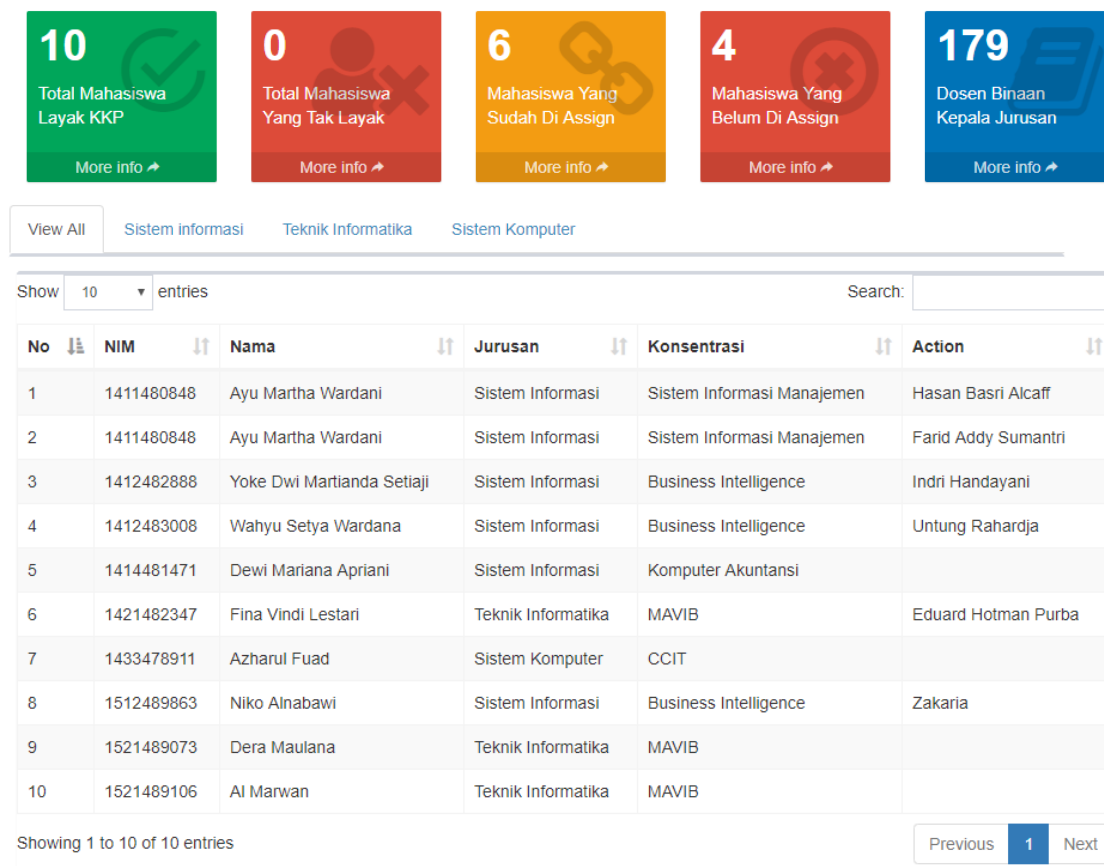 10
Total Mahasiswa
Layak KKP
More info
0
Total Mahasiswa
Yang Tak Layak
More info
6
Mahasiswa Yang
Sudah Di Assign
More info
4
Mahasiswa Yang
Belum Di Assign
More info
179
Dosen Binaan
Kepala Jurusan
More info
View All Sistem informasi Teknik Informatika Sistem Komputer
Show 10 entries Search:
No NIM Nama Jurusan Konsentrasi Action
1 1411480848 Ayu Martha Wardani Sistem Informasi Sistem Informasi Manajemen Hasan Basri Alcaff
2 1411480848 Ayu Martha Wardani Sistem Informasi Sistem Informasi Manajemen Farid Addy Sumantri
3 1412482888 Yoke Dwi Martianda Setiaji Sistem Informasi Business Intelligence Indri Handayani
4 1412483008 Wahyu Setya Wardana Sistem Informasi Business Intelligence Untung Rahardja
5 1414481471 Dewi Mariana Apriani Sistem Informasi Komputer Akuntansi
6 1421482347 Fina Vindi Lestari Teknik Informatika MAVIB Eduard Hotman Purba
7 1433478911 Azharul Fuad Sistem Komputer CCIT
8 1512489863 Niko Alnabawi Sistem Informasi Business Intelligence Zakaria
9 1521489073 Dera Maulana Teknik Informatika MAVIB
10 1521489106 Al Marwan Teknik Informatika MAVIB
Showing 1 to 10 of 10 entries Previous 1 Next